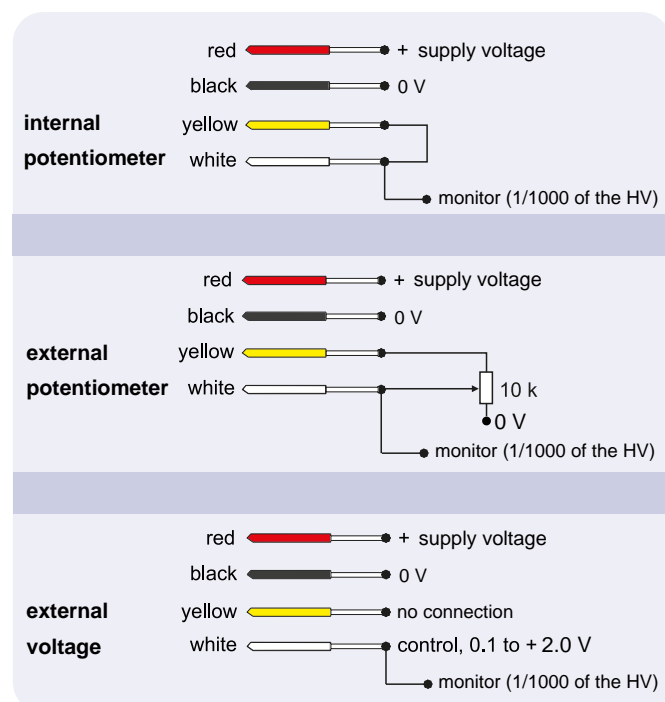 red + supply voltage
black 0 V
internal yellow
potentiometer white
monitor (1/1000 of the HV)
red + supply voltage
black 0 V
external yellow
potentiometer white 10 k
0 V
monitor (1/1000 of the HV)
red + supply voltage
black 0 V
external yellow no connection
voltage white control, 0.1 to + 2.0 V
monitor (1/1000 of the HV)